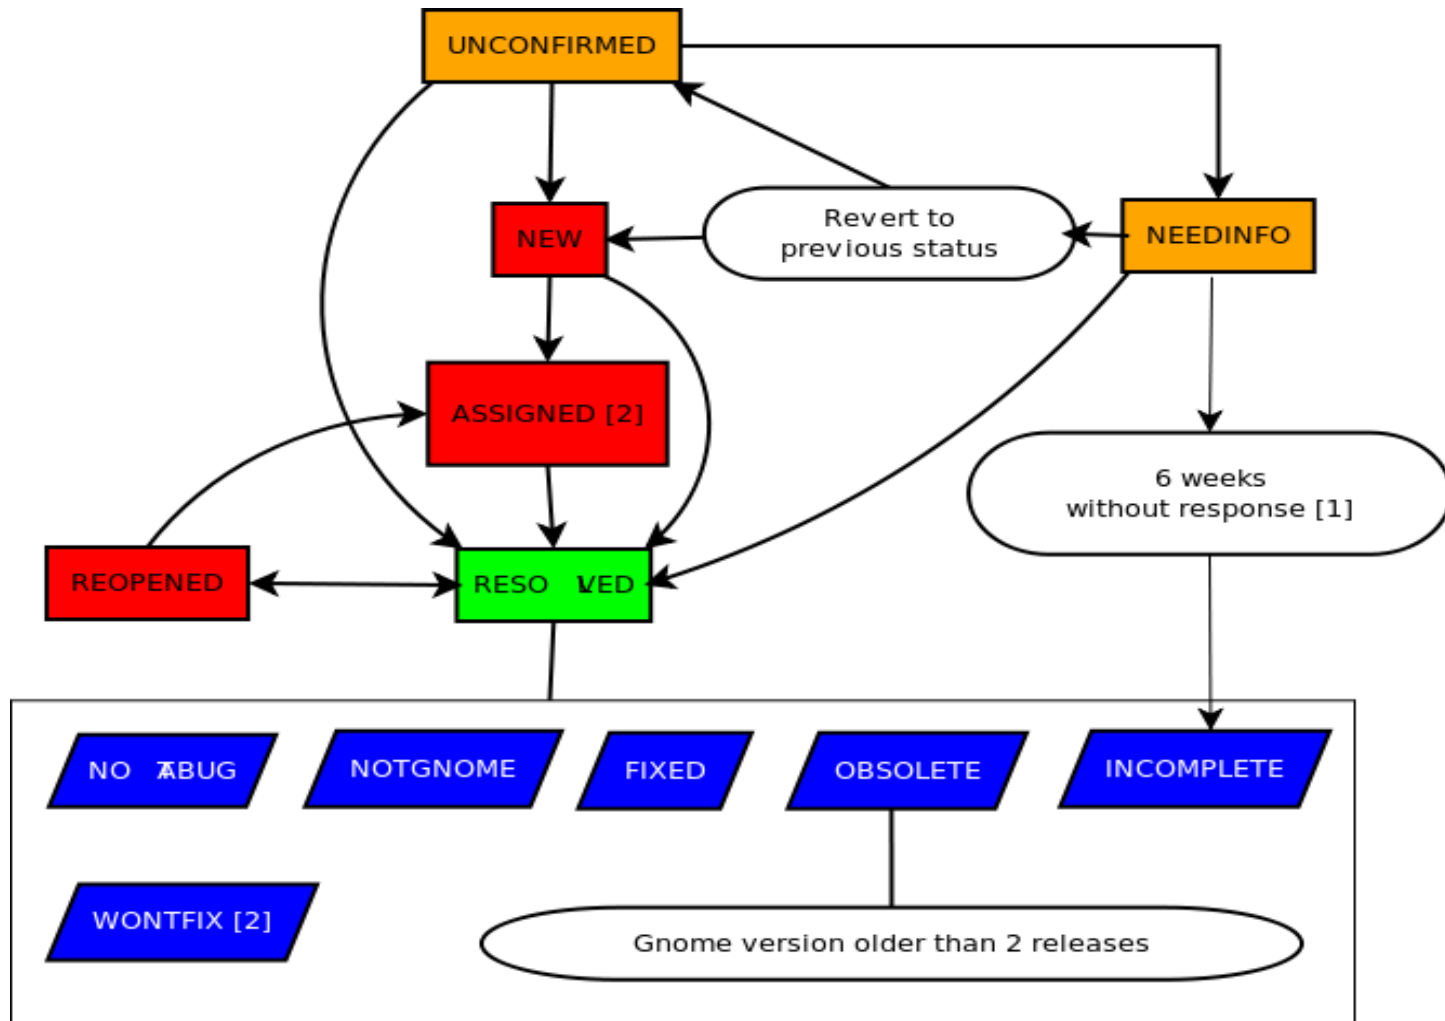 UNCONFIRMED
Revert to
previous status
NEEDINFO
NEW
ASSIGNED [2]
6 weeks
without response [1]
REOPENED
RESOLVED
NOTABUG
NOTGNOME
FIXED
OBSOLETE
INCOMPLETE
WONTFIX [2]
Gnome version older than 2 releases